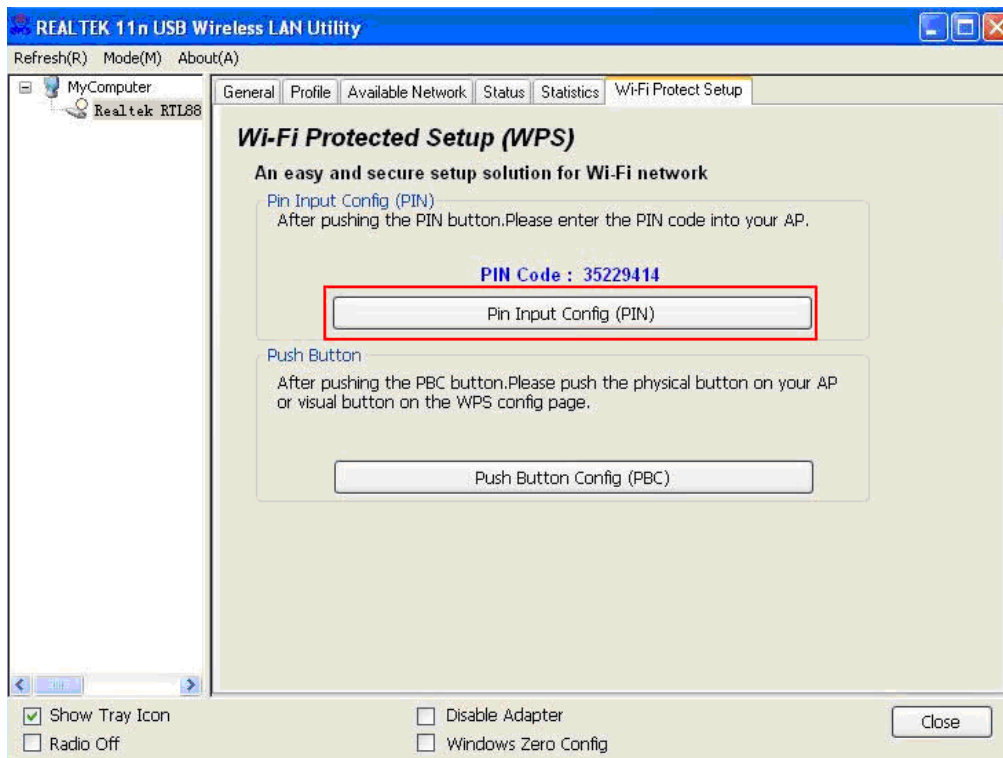 REALTEK 11n USB Wireless LAN Utility
Refresh(R) Mode(M) About(A)
MyComputer
Realtek RTL88
General Profile Available Network Status Statistics Wi-Fi Protect Setup
Wi-Fi Protected Setup (WPS)
An easy and secure setup solution for Wi-Fi network
Pin Input Config (PIN)
After pushing the PIN button.Please enter the PIN code into your AP.
PIN Code : 35229414
Pin Input Config (PIN)
Push Button
After pushing the PBC button.Please push the physical button on your AP
or visual button on the WPS config page.
Push Button Config (PBC)
Show Tray Icon
Disable Adapter
Close
Radio Off
Windows Zero Config